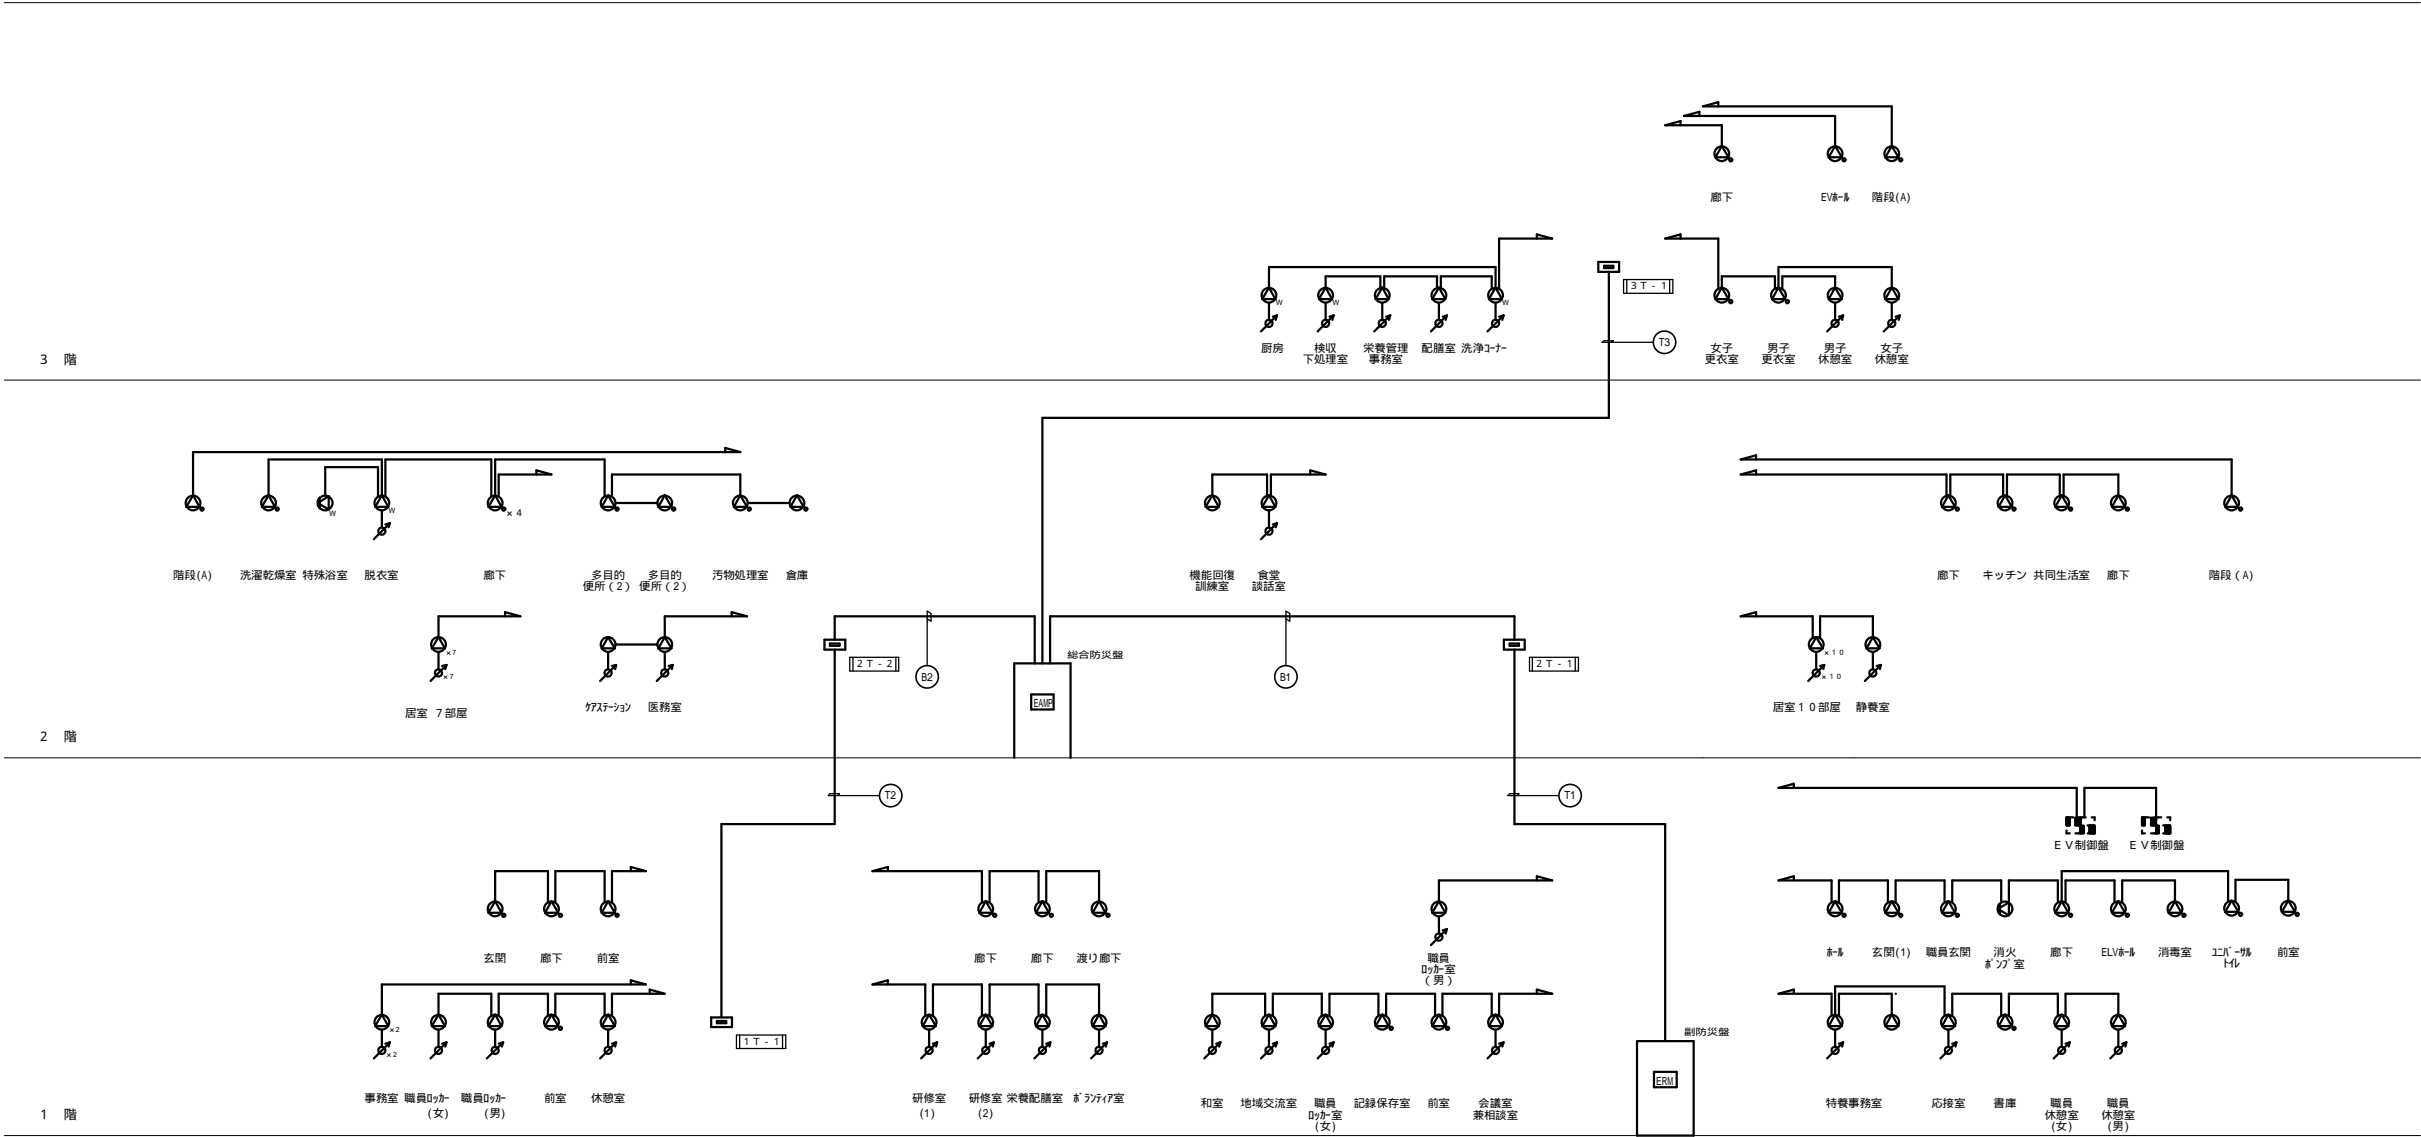 廊下
EVホール
階段(A)
3T-1
W
W
W
厨房
検収
下処理室
栄養管理
事務室
配膳室
洗浄コーナー
T3
女子
更衣室
男子
更衣室
男子
休憩室
女子
休憩室
3 階
W
W
×4
階段(A)
洗濯乾燥室
特殊浴室
脱衣室
廊下
多目的
便所(2)
多目的
便所(2)
汚物処理室
倉庫
機能回復
訓練室
食堂
談話室
廊下
キッチン
共同生活室
廊下
階段(A)
×7
×7
居室 7部屋
ケアステーション
医務室
2T-2
B2
総合防災盤
EAMP
B1
2T-1
×10
×10
居室10部屋
静養室
2 階
T2
T1
EV制御盤
EV制御盤
玄関
廊下
前室
廊下
廊下
渡り廊下
職員
ロッカー室
(男)
ホール
玄関(1)
職員玄関
消火
ポンプ室
廊下
ELVホール
消毒室
ユニバーサル
トイレ
前室
×2
×2
事務室
職員ロッカー
(女)
職員ロッカー
(男)
前室
休憩室
1T-1
研修室
(1)
研修室
(2)
栄養配膳室
ボランティア室
和室
地域交流室
職員
ロッカー室
(女)
記録保存室
前室
会議室
兼相談室
副防災盤
ERM
特養事務室
応接室
書庫
職員
休憩室
(女)
職員
休憩室
(男)
1 階